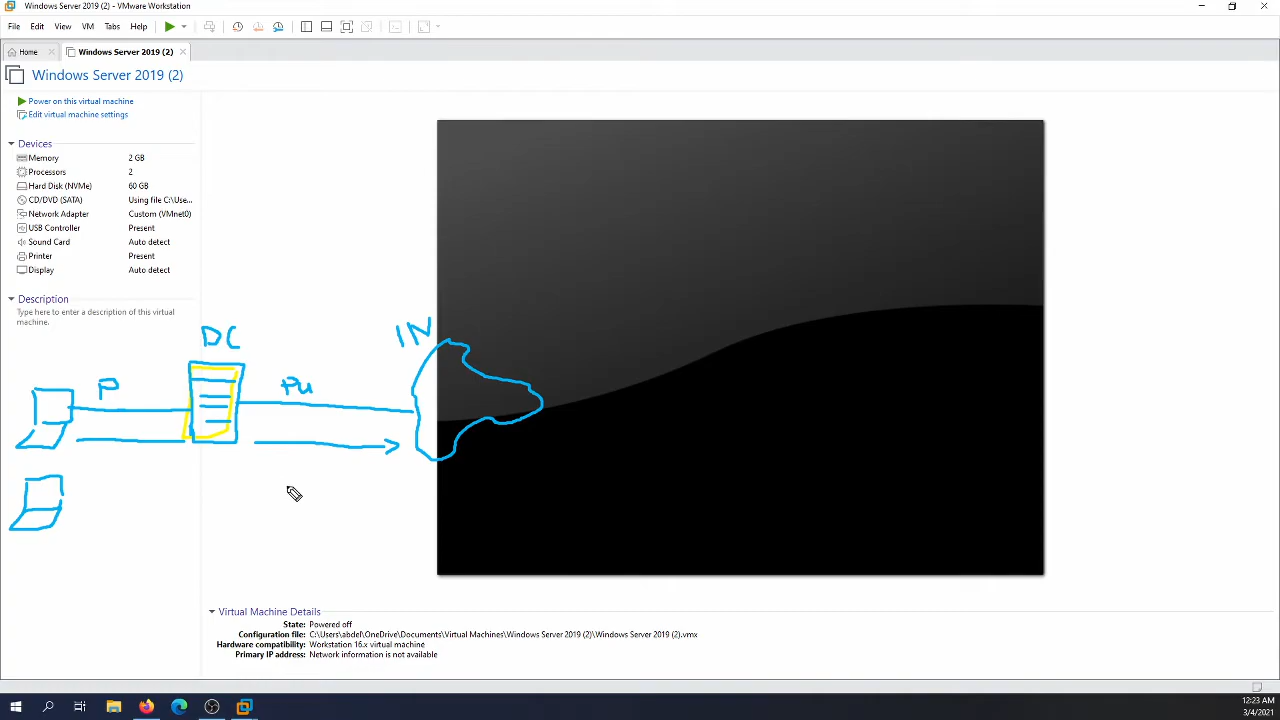 Windows Server 2019 (2) - VMware Workstation
File Edit View VM Tabs Help
Home Windows Server 2019 (2)
Windows Server 2019 (2)
Power on this virtual machine
Edit virtual machine settings
Devices
Memory 2 GB
Processors 2
Hard Disk (NVMe) 60 GB
CD/DVD (SATA) Using file C:\Use...
Network Adapter Custom (VMnet0)
USB Controller Present
Sound Card Auto detect
Printer Present
Display Auto detect
Description
Type here to enter a description of this virtual
machine.
DC
IN
P
PU
Virtual Machine Details
State: Powered off
Configuration file: C:\Users\abdel\OneDrive\Documents\Virtual Machines\Windows Server 2019 (2)\Windows Server 2019 (2).vmx
Hardware compatibility: Workstation 16.x virtual machine
Primary IP address: Network information is not available
12:23 AM
3/4/2021